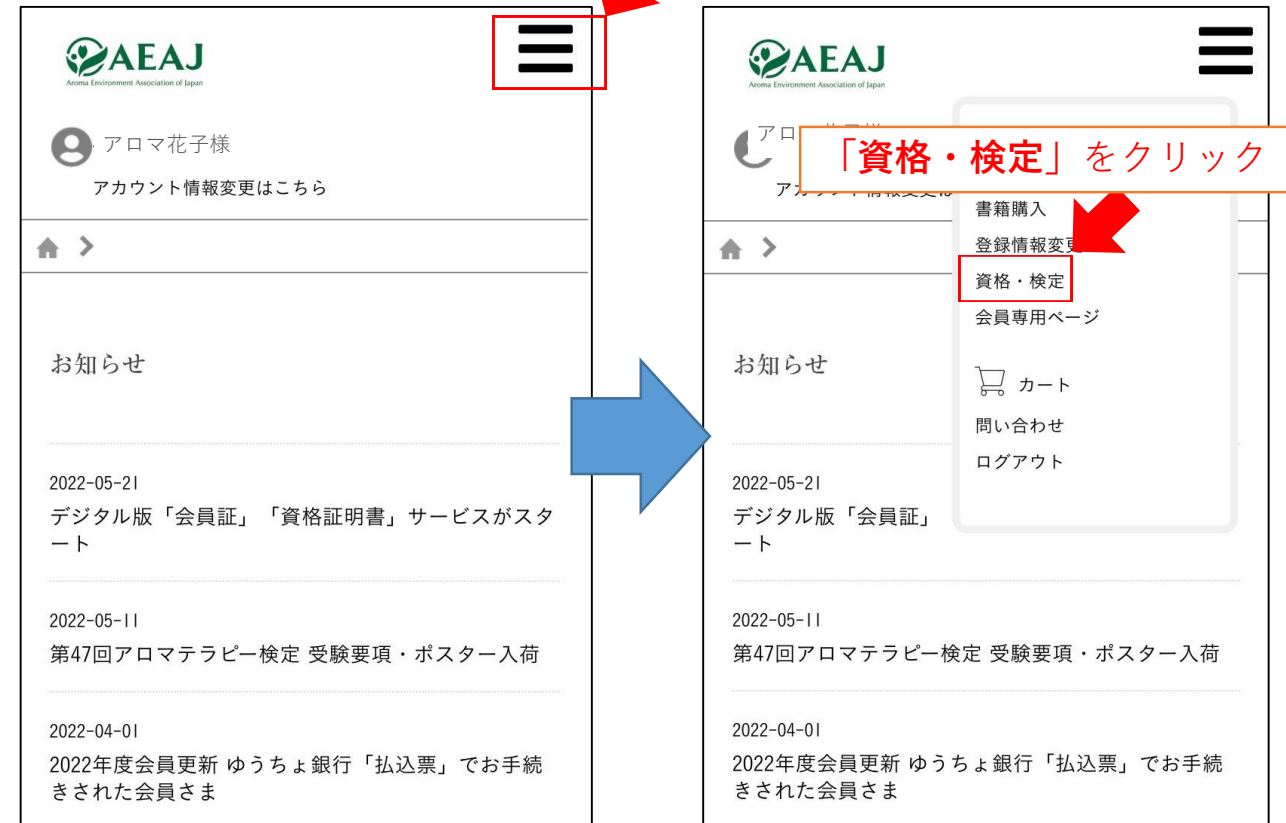 AEAJ
Aroma Environment Association of Japan
アロマ花子様
アカウント情報変更はこちら
お知らせ
2022-05-21
デジタル版「会員証」「資格証明書」サービスがスタ
ート
2022-05-11
第47回アロマテラピー検定 受験要項・ポスター入荷
2022-04-01
2022年度会員更新 ゆうちょ銀行「払込票」でお手続
きされた会員さま
AEAJ
Aroma Environment Association of Japan
アロ
「資格・検定」をクリック
書籍購入
登録情報変更
資格・検定
会員専用ページ
カート
問い合わせ
ログアウト
お知らせ
2022-05-21
デジタル版「会員証」
ート
2022-05-11
第47回アロマテラピー検定 受験要項・ポスター入荷
2022-04-01
2022年度会員更新 ゆうちょ銀行「払込票」でお手続
きされた会員さま